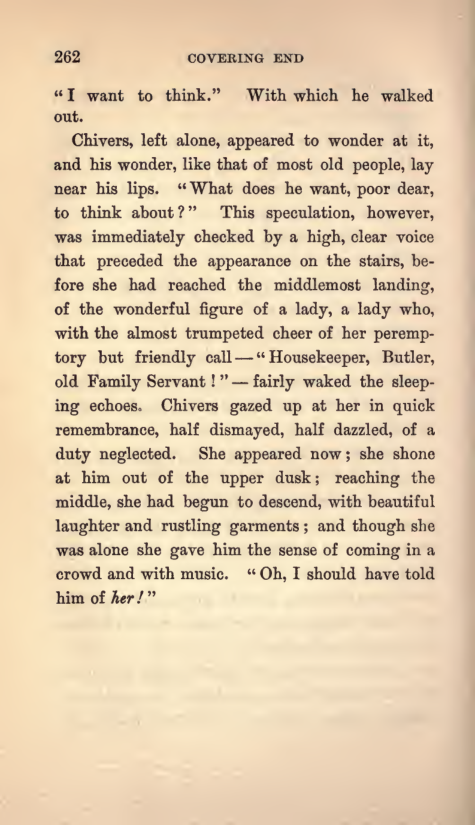 262 COVERING END
“I want to think.” With which he walked
out.
Chivers, left alone, appeared to wonder at it,
and his wonder, like that of most old people, lay
near his lips. “What does he want, poor dear,
to think about?” This speculation, however,
was immediately checked by a high, clear voice
that preceded the appearance on the stairs, be-
fore she had reached the middlemost landing,
of the wonderful figure of a lady, a lady who,
with the almost trumpeted cheer of her peremp-
tory but friendly call — “Housekeeper, Butler,
old Family Servant!” — fairly waked the sleep-
ing echoes. Chivers gazed up at her in quick
remembrance, half dismayed, half dazzled, of a
duty neglected. She appeared now; she shone
at him out of the upper dusk; reaching the
middle, she had begun to descend, with beautiful
laughter and rustling garments; and though she
was alone she gave him the sense of coming in a
crowd and with music. “Oh, I should have told
him of her!”